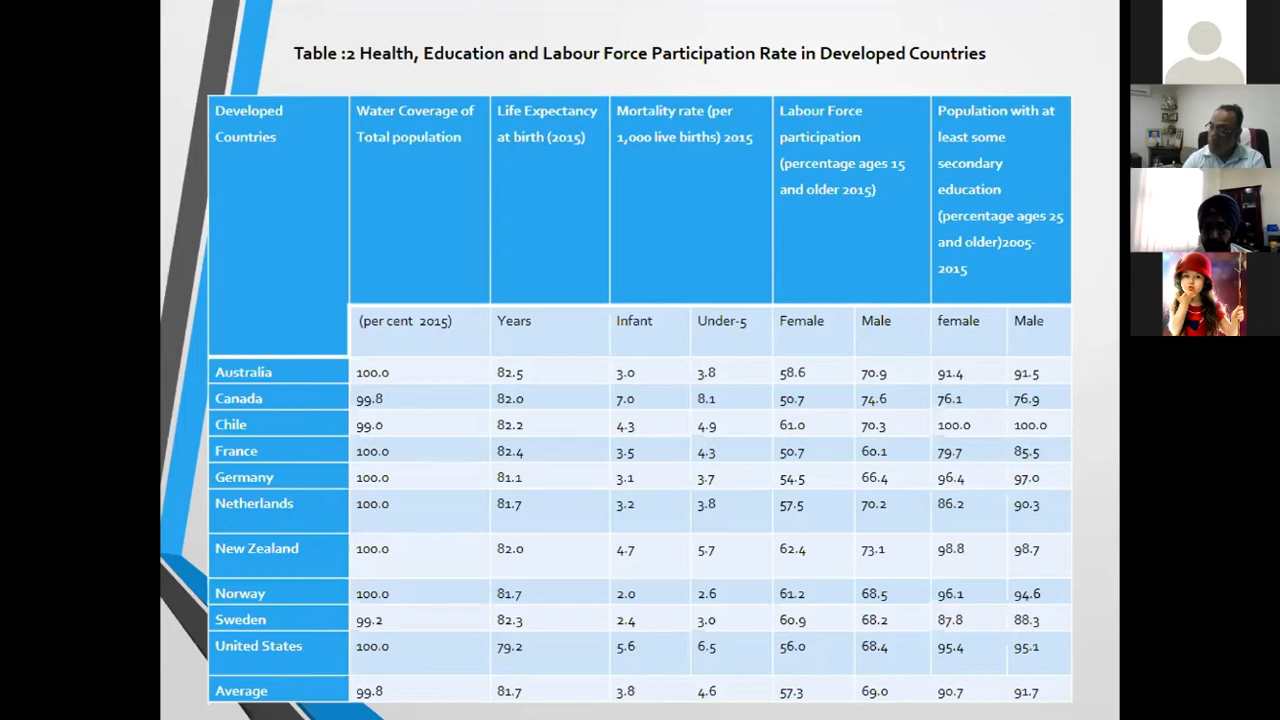 Table :2 Health, Education and Labour Force Participation Rate in Developed Countries
Developed Countries Water Coverage of Total population Life Expectancy at birth (2015) Mortality rate (per 1,000 live births) 2015 Labour Force participation (percentage ages 15 and older 2015) Population with at least some secondary education (percentage ages 25 and older)2005-2015
(per cent 2015) Years Infant Under-5 Female Male female Male
Australia 100.0 82.5 3.0 3.8 58.6 70.9 91.4 91.5
Canada 99.8 82.0 7.0 8.1 50.7 74.6 76.1 76.9
Chile 99.0 82.2 4.3 4.9 61.0 70.3 100.0 100.0
France 100.0 82.4 3.5 4.3 50.7 60.1 79.7 85.5
Germany 100.0 81.1 3.1 3.7 54.5 66.4 96.4 97.0
Netherlands 100.0 81.7 3.2 3.8 57.5 70.2 86.2 90.3
New Zealand 100.0 82.0 4.7 5.7 62.4 73.1 98.8 98.7
Norway 100.0 81.7 2.0 2.6 61.2 68.5 96.1 94.6
Sweden 99.2 82.3 2.4 3.0 60.9 68.2 87.8 88.3
United States 100.0 79.2 5.6 6.5 56.0 68.4 95.4 95.1
Average 99.8 81.7 3.8 4.6 57.3 69.0 90.7 91.7